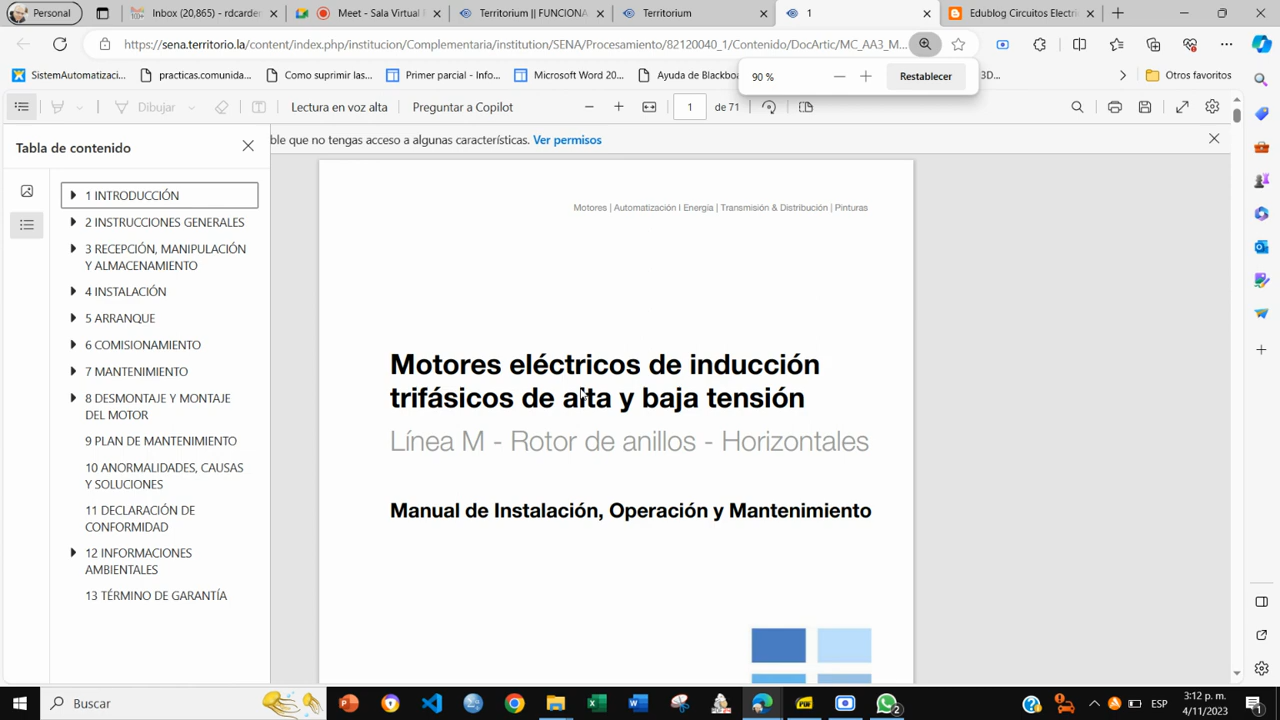 Personal
Inbox (20,865) - rdcarden
Meet - Sala Virtual F
Territorium || FUNCIONA
Territorium
1
Edublog Circuitos Electri
https://sena.territorio.la/content/index.php/institucion/Complementaria/institution/SENA/Procesamiento/82120040_1/Contenido/DocArtic/MC_AA3_M...
SistemaAutomatizaci...
practicas.comunida...
Como suprimir las...
Primer parcial - Info...
Microsoft Word 20...
Ayuda de Blackboa
3D...
Otros favoritos
90 %
Restablecer
Dibujar
Lectura en voz alta
Preguntar a Copilot
1
de 71
Tabla de contenido
ble que no tengas acceso a algunas características. Ver permisos
1 INTRODUCCIÓN
2 INSTRUCCIONES GENERALES
3 RECEPCIÓN, MANIPULACIÓN
Y ALMACENAMIENTO
4 INSTALACIÓN
5 ARRANQUE
6 COMISIONAMIENTO
7 MANTENIMIENTO
8 DESMONTAJE Y MONTAJE
DEL MOTOR
9 PLAN DE MANTENIMIENTO
10 ANORMALIDADES, CAUSAS
Y SOLUCIONES
11 DECLARACIÓN DE
CONFORMIDAD
12 INFORMACIONES
AMBIENTALES
13 TÉRMINO DE GARANTÍA
Motores | Automatización I Energía | Transmisión & Distribución | Pinturas
Motores eléctricos de inducción
trifásicos de alta y baja tensión
Línea M - Rotor de anillos - Horizontales
Manual de Instalación, Operación y Mantenimiento
Buscar
2
ESP
3:12 p. m.
4/11/2023
1